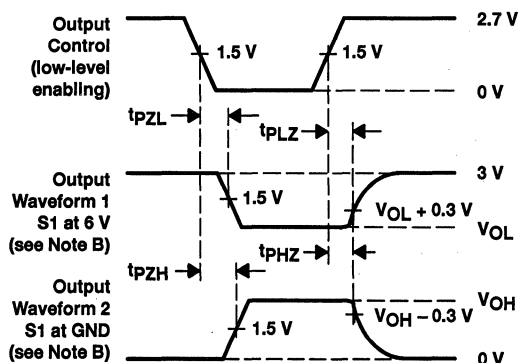 Output
Control
(low-level
enabling)
2.7 V
1.5 V
1.5 V
0 V
tPZL
tPLZ
Output
Waveform 1
S1 at 6 V
(see Note B)
3 V
1.5 V
VOL + 0.3 V
VOL
tPZH
tPHZ
Output
Waveform 2
S1 at GND
(see Note B)
VOH
1.5 V
VOH – 0.3 V
0 V